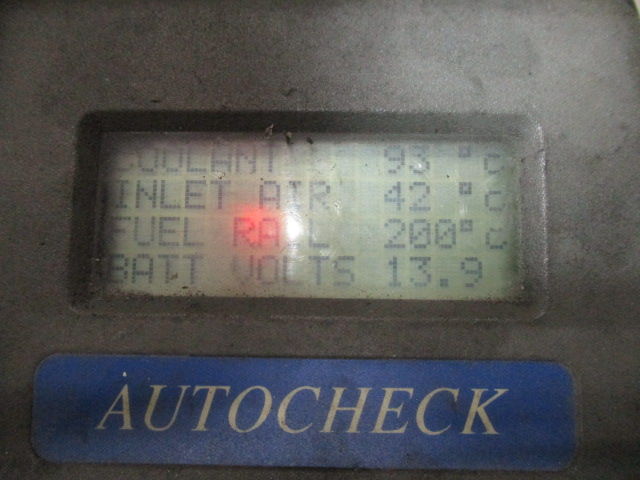 COOLANT 93 °c
INLET AIR 42 °c
FUEL RAIL 200°c
BATT VOLTS 13.9
AUTOCHECK